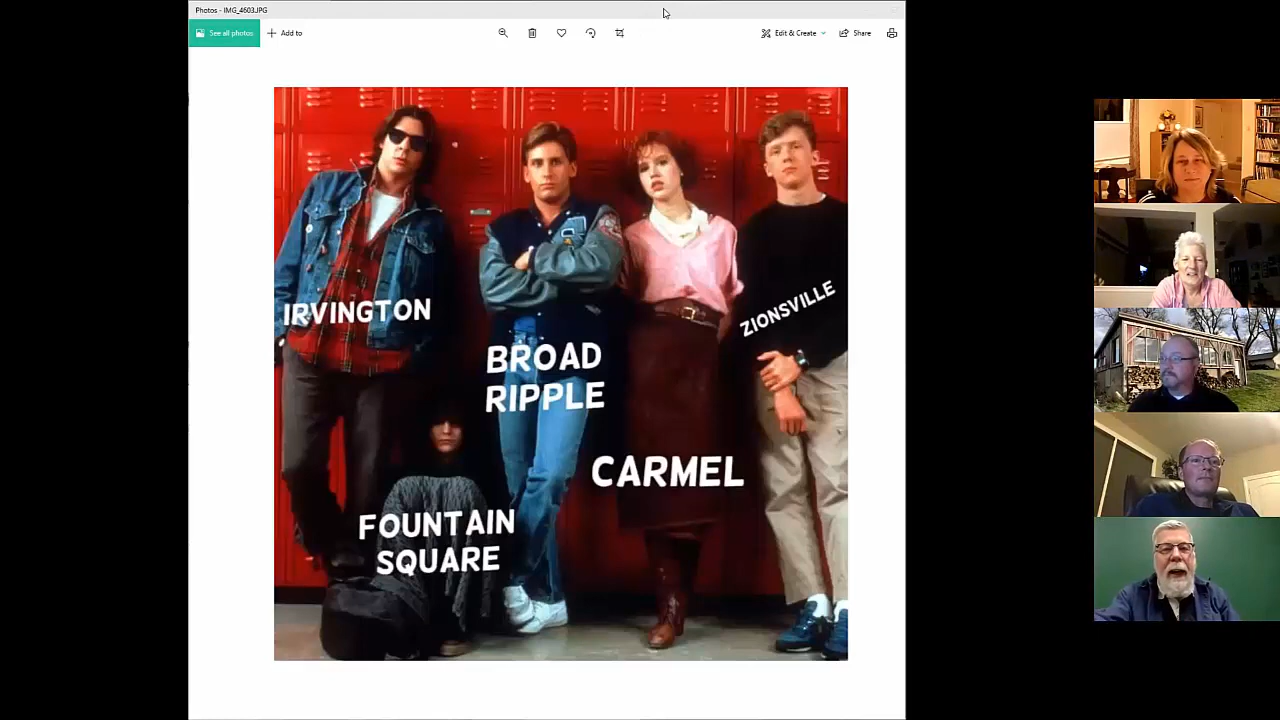 Photos - IMG_4603.JPG
See all photos
Add to
Edit & Create
Share
IRVINGTON
BROAD
RIPPLE
ZIONSVILLE
CARMEL
FOUNTAIN
SQUARE